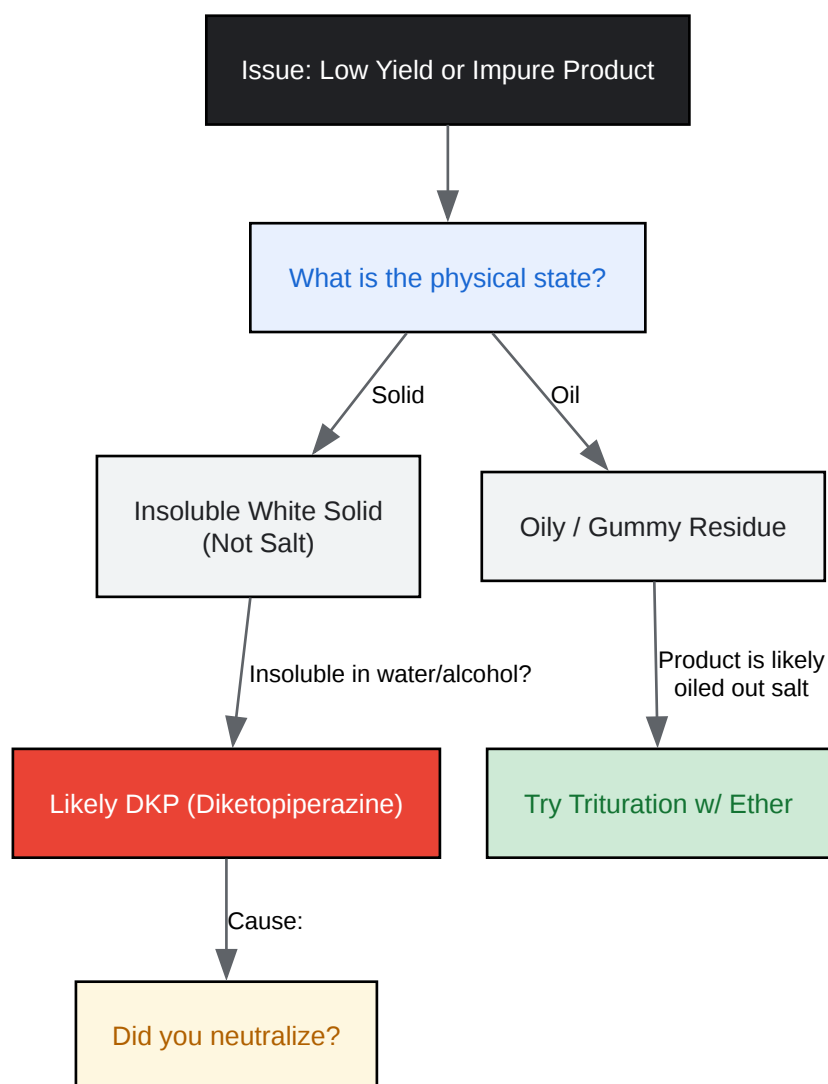 Issue: Low Yield or Impure Product
What is the physical state?
Solid
Oil
Insoluble White Solid
(Not Salt)
Oily / Gummy Residue
Insoluble in water/alcohol?
Product is likely
oiled out salt
Likely DKP (Diketopiperazine)
Try Trituration w/ Ether
Cause:
Did you neutralize?